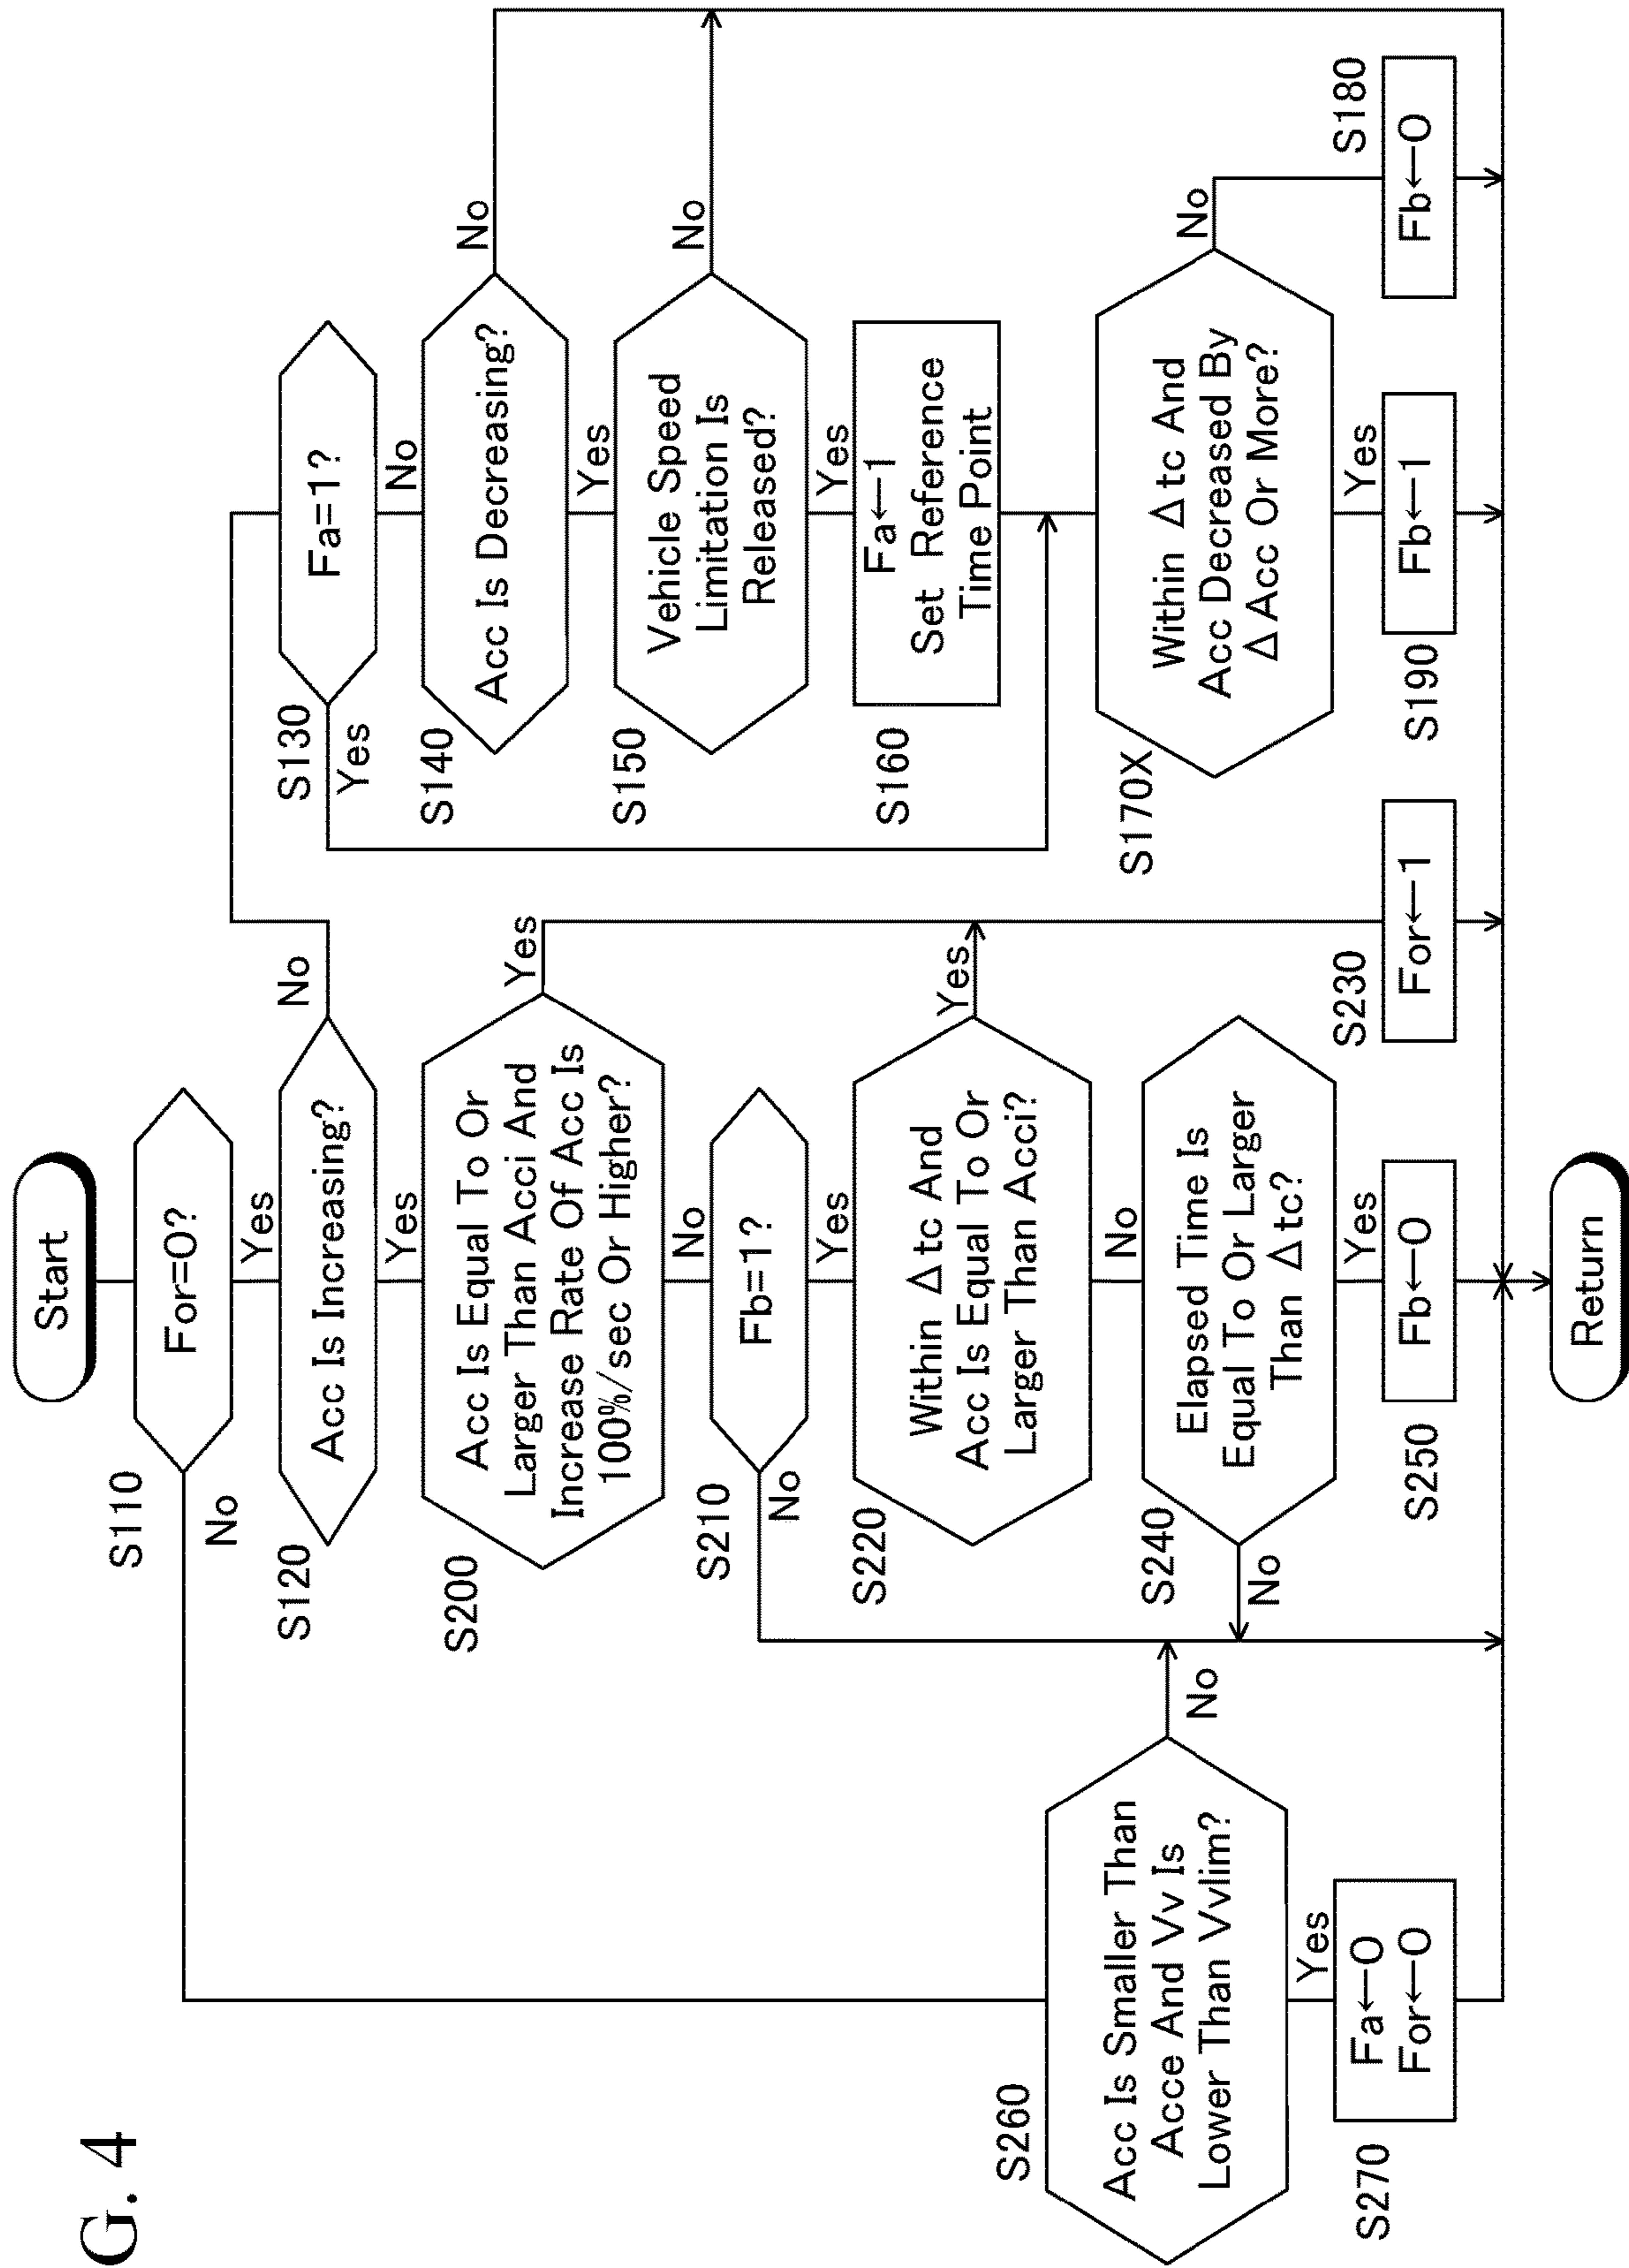 G. 4
Start
S110
For=0?
No
Yes
S120
Acc Is Increasing?
No
Yes
S200
Acc Is Equal To Or
Larger Than Acci And
Increase Rate Of Acc Is
100%/sec Or Higher?
Yes
No
S210
Fb=1?
No
Yes
S220
Within Δtc And
Acc Is Equal To Or
Larger Than Acci?
Yes
No
S240
Elapsed Time Is
Equal To Or Larger
Than Δtc?
No
Yes
S250
Fb←0
S230
For←1
S260
Acc Is Smaller Than
Acce And Vv Is
Lower Than Vvlim?
No
Yes
S270
Fa←0
For←0
S130
Fa=1?
Yes
No
S140
Acc Is Decreasing?
No
Yes
S150
Vehicle Speed
Limitation Is
Released?
No
Yes
S160
Fa←1
Set Reference
Time Point
S170X
Within Δtc And
Acc Decreased By
ΔAcc Or More?
No
Yes
S190
Fb←1
S180
Fb←0
Return